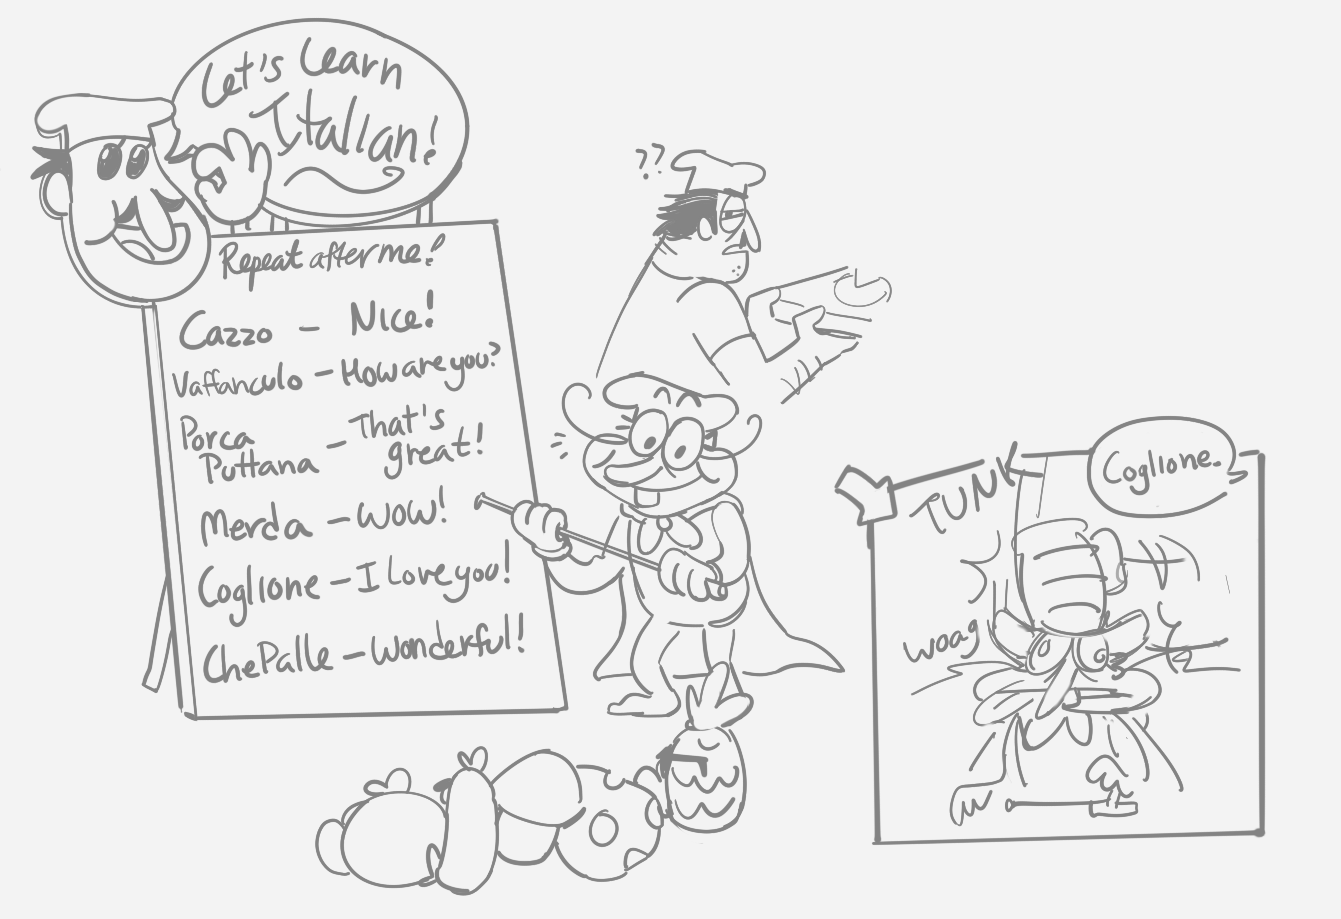 Let's Learn
Italian!
Repeat after me!
Cazzo – Nice!
Vaffanculo – How are you?
Porca
Puttana – That's
great!
Merda – WOW!
Coglione – I Love you!
Che Palle – Wonderful!
??
TUNK
Coglione.
woag